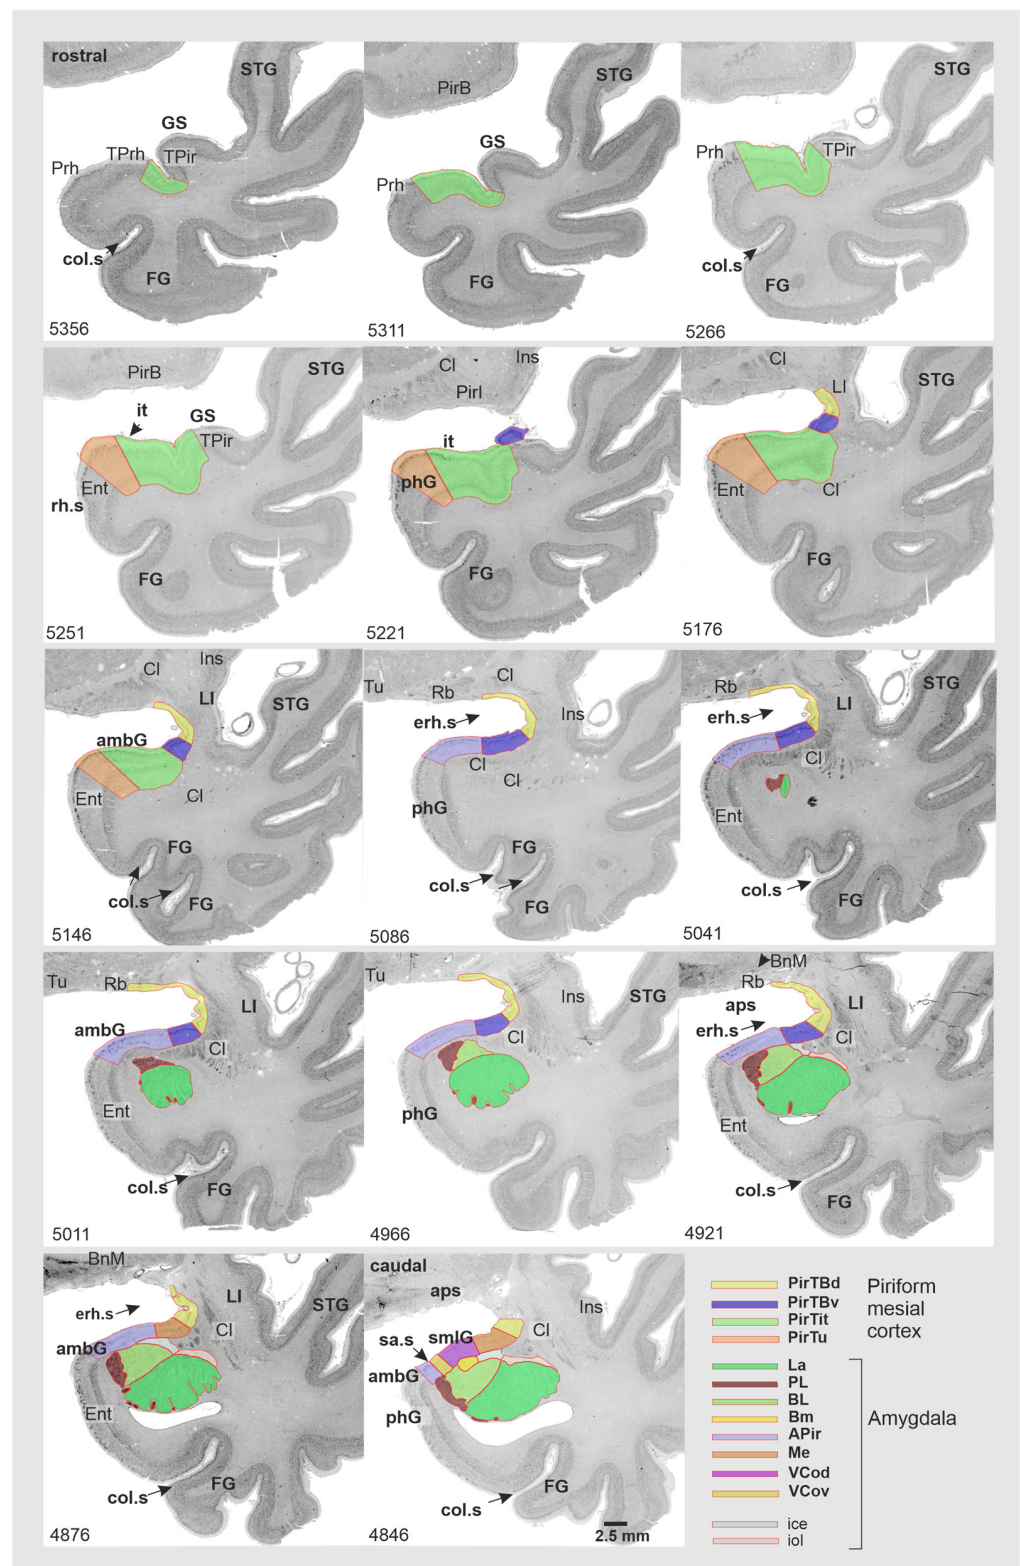 rostral
STG
GS
TPrh
TPir
Prh
col.s
FG
5356
PirB
STG
GS
Prh
FG
5311
STG
Prh
TPir
col.s
FG
5266
PirB
STG
it
GS
TPir
Ent
rh.s
FG
5251
Cl
Ins
PirI
it
phG
FG
5221
Cl
LI
STG
Ent
Cl
FG
5176
Cl
Ins
LI
STG
ambG
Ent
Cl
FG
col.s
FG
5146
Tu
Rb
Cl
erh.s
Ins
Cl
Cl
phG
FG
col.s
FG
5086
Rb
LI
STG
erh.s
Cl
Ent
col.s
FG
5041
Tu
Rb
LI
ambG
Cl
Ent
col.s
FG
5011
Tu
Ins
STG
phG
4966
BnM
Rb
aps
LI
erh.s
Cl
Ent
col.s
FG
4921
BnM
erh.s
LI
STG
Cl
ambG
Ent
FG
col.s
4876
caudal
aps
Ins
sa.s
smlG
Cl
ambG
phG
FG
col.s
2.5 mm
4846
PirTBd
PirTBv
PirTit
PirTu
Piriform
mesial
cortex
La
PL
BL
Bm
APir
Me
VCod
VCov
ice
iol
Amygdala